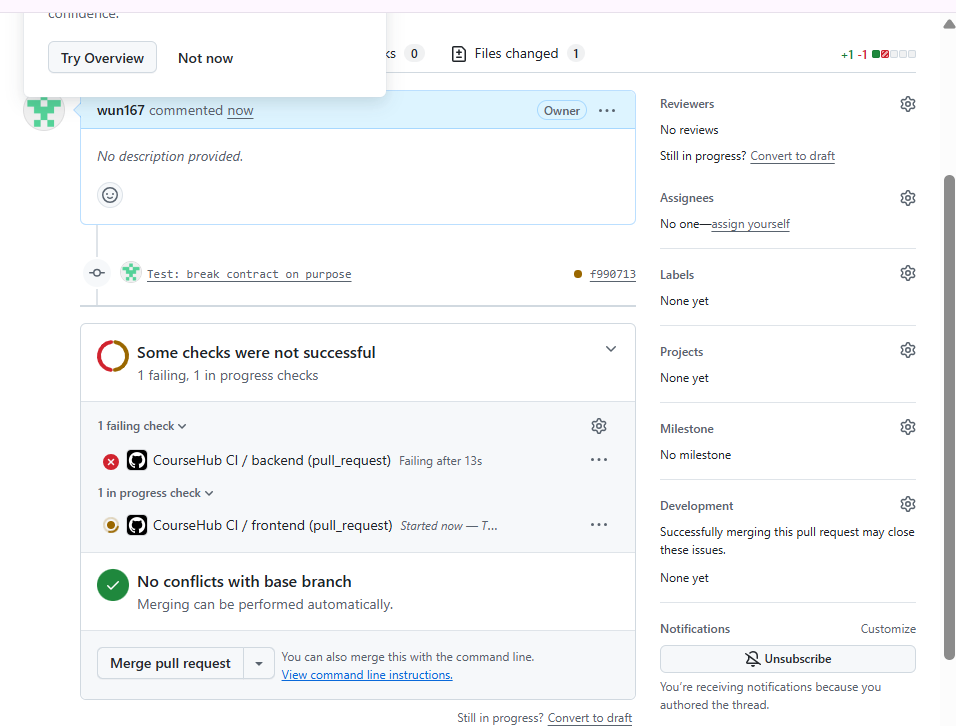 confidence.
Try Overview
Not now
ks 0
Files changed 1
+1 -1
wun167 commented now
Owner
No description provided.
Test: break contract on purpose
f990713
Some checks were not successful
1 failing, 1 in progress checks
1 failing check
CourseHub CI / backend (pull_request) Failing after 13s
1 in progress check
CourseHub CI / frontend (pull_request) Started now — T...
No conflicts with base branch
Merging can be performed automatically.
Merge pull request
You can also merge this with the command line.
View command line instructions.
Still in progress? Convert to draft
Reviewers
No reviews
Still in progress? Convert to draft
Assignees
No one—assign yourself
Labels
None yet
Projects
None yet
Milestone
No milestone
Development
Successfully merging this pull request may close
these issues.
None yet
Notifications
Customize
Unsubscribe
You're receiving notifications because you
authored the thread.